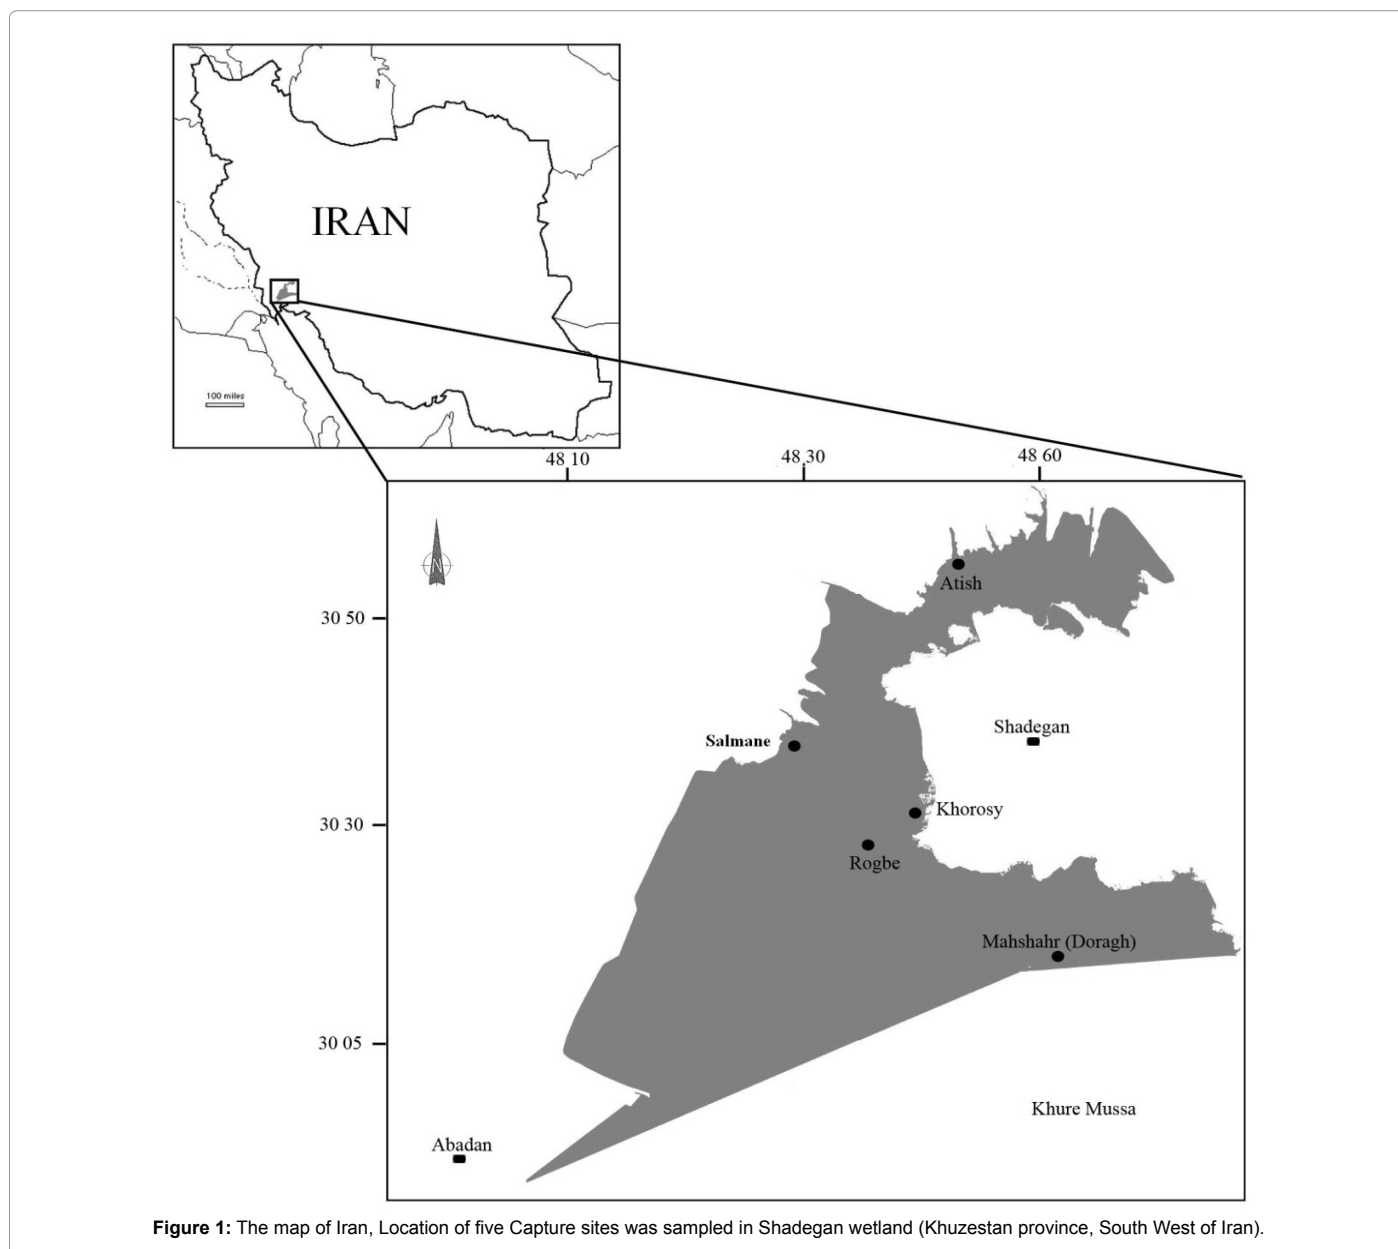 IRAN
100 miles
48 10
48 30
48 60
N
Atish
30 50
Shadegan
Salmane
Khorosy
30 30
Rogbe
Mahshahr (Doragh)
30 05
Khure Mussa
Abadan
Figure 1: The map of Iran, Location of five Capture sites was sampled in Shadegan wetland (Khuzestan province, South West of Iran).